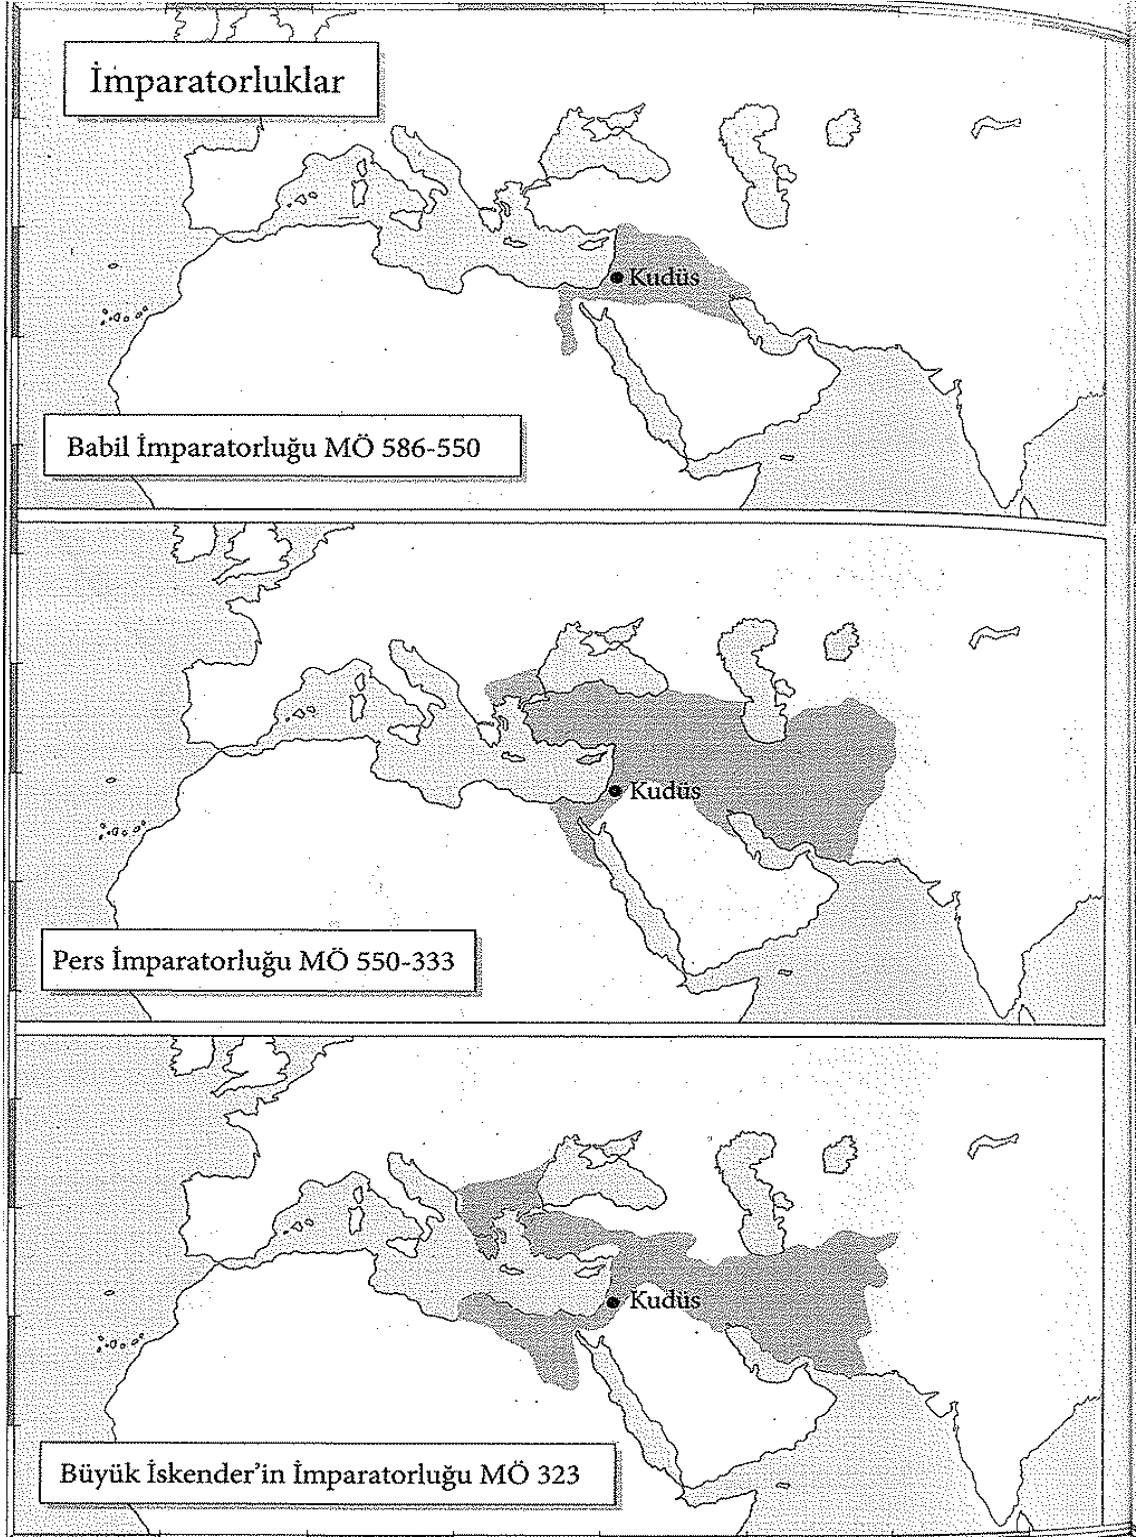 İmparatorluklar
Kudüs
Babil İmparatorluğu MÖ 586-550
Kudüs
Pers İmparatorluğu MÖ 550-333
Kudüs
Büyük İskender'in İmparatorluğu MÖ 323